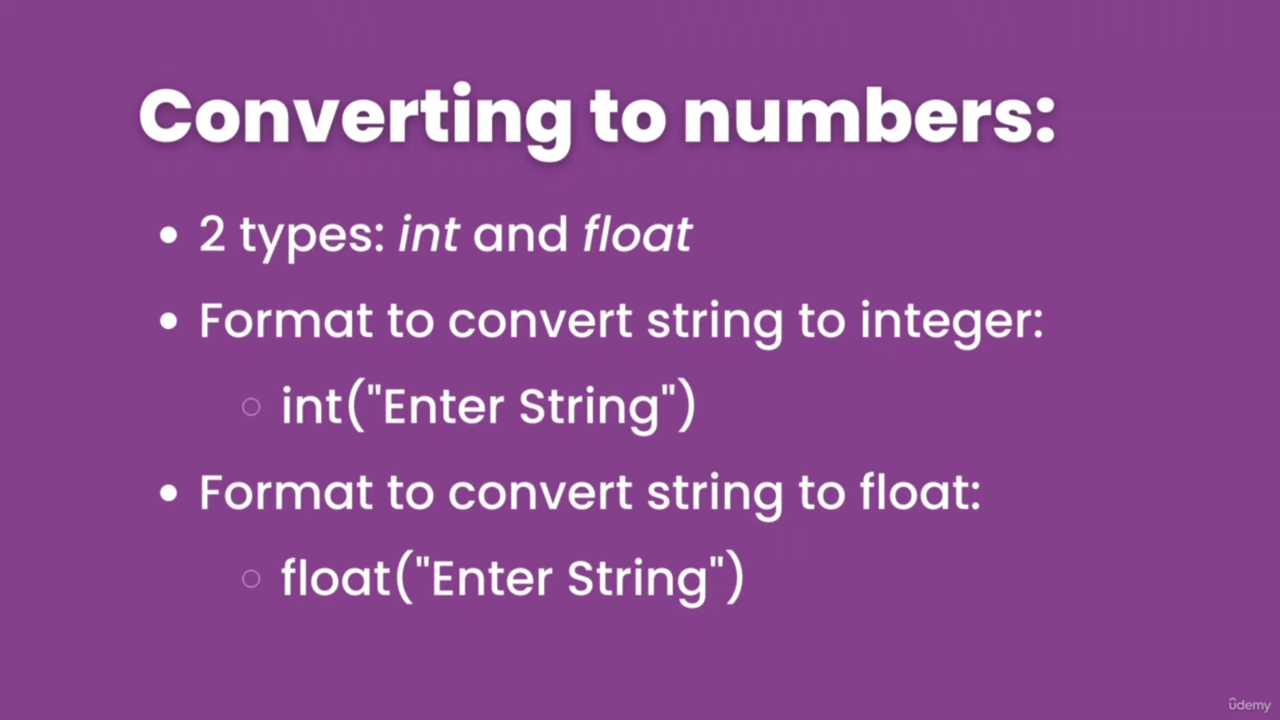 Converting to numbers:
• 2 types: int and float
• Format to convert string to integer:
○ int("Enter String")
• Format to convert string to float:
○ float("Enter String")
ûdemy